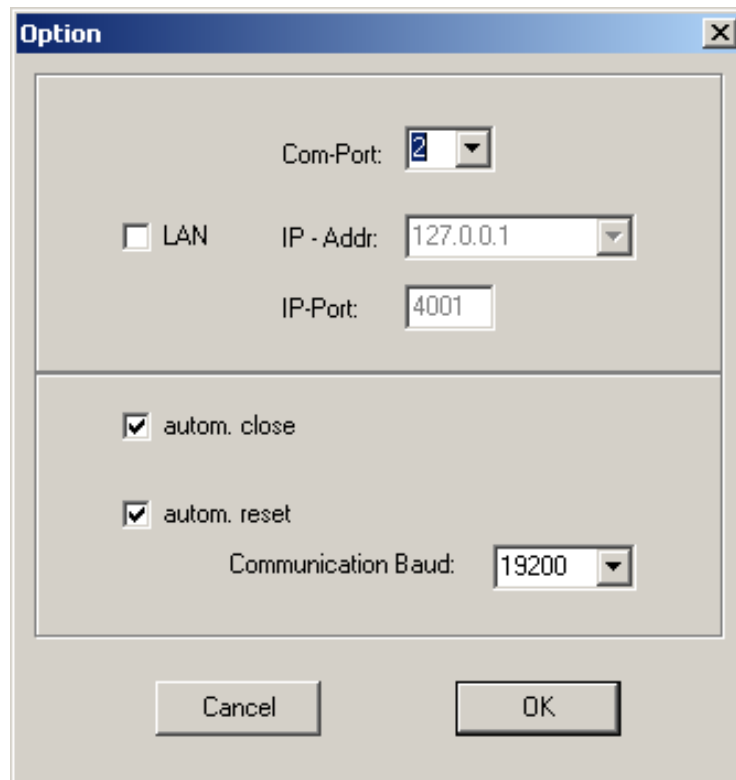 Option
Com-Port: 2
LAN IP - Addr: 127.0.0.1
IP-Port: 4001
autom. close
autom. reset
Communication Baud: 19200
Cancel OK